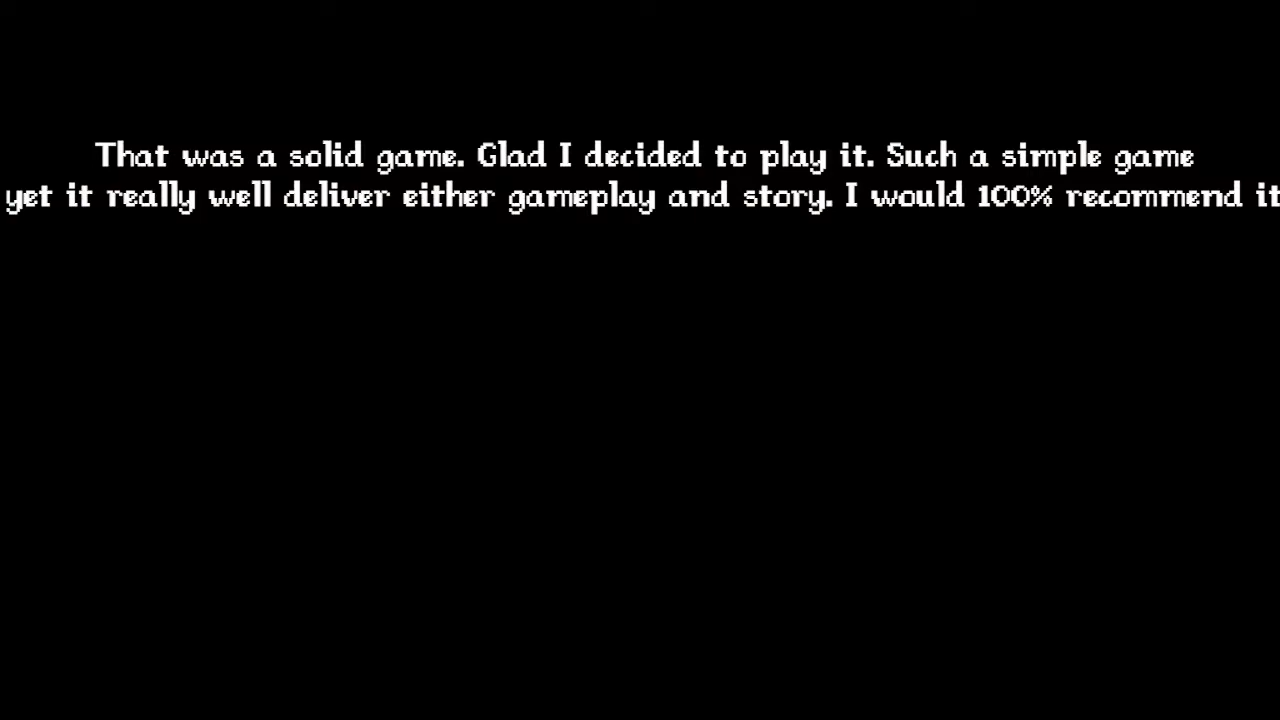 That was a solid game. Glad I decided to play it. Such a simple game
yet it really well deliver either gameplay and story. I would 100% recommend it